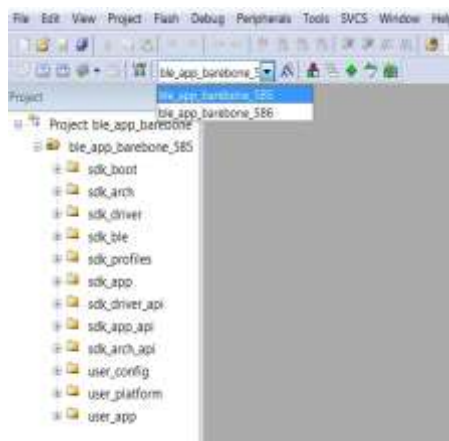 File Edit View Project Flash Debug Peripherals Tools SVCS Window Help
ble_app_barebone_5
Project
ble_app_barebone_585
ble_app_barebone_586
Project: ble_app_barebone
ble_app_barebone_585
sdk_boot
sdk_arch
sdk_driver
sdk_ble
sdk_profiles
sdk_app
sdk_driver_api
sdk_app_api
sdk_arch_api
user_config
user_platform
user_app